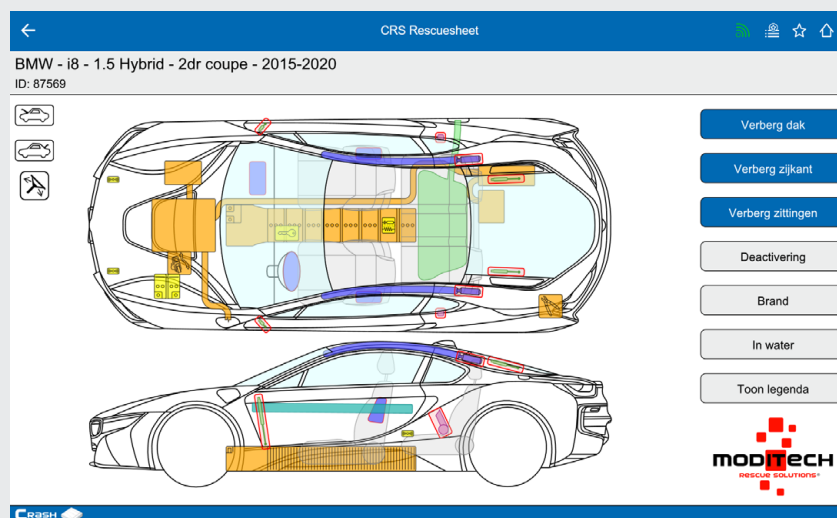 CRS Rescuesheet
BMW - i8 - 1.5 Hybrid - 2dr coupe - 2015-2020
ID: 87569
Verberg dak
Verberg zijkant
Verberg zittingen
Deactivering
Brand
In water
Toon legenda
MODITECH
RESCUE SOLUTIONS
CRASH